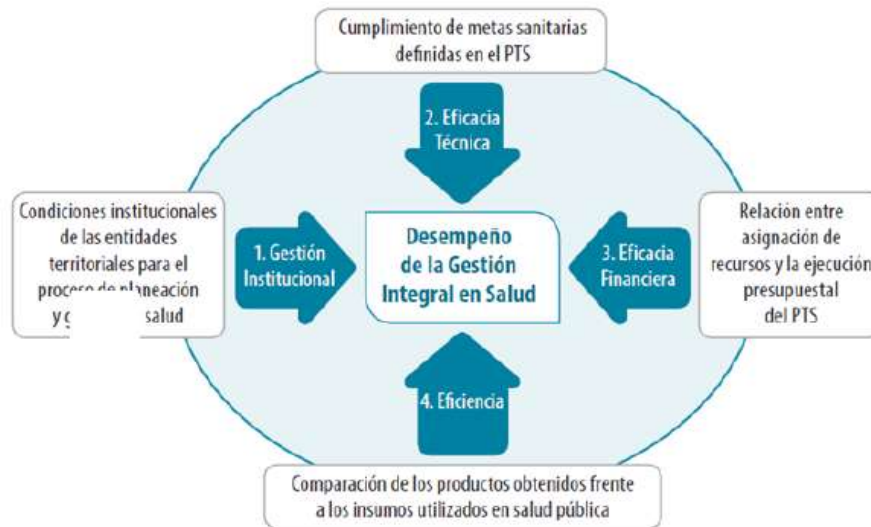 Cumplimiento de metas sanitarias
definidas en el PTS
2. Eficacia
Técnica
Condiciones institucionales
de las entidades
territoriales para el
proceso de planeación
y g salud
1. Gestión
Institucional
Desempeño
de la Gestión
Integral en Salud
3. Eficacia
Financiera
Relación entre
asignación de
recursos y la ejecución
presupuestal
del PTS
4. Eficiencia
Comparación de los productos obtenidos frente
a los insumos utilizados en salud pública